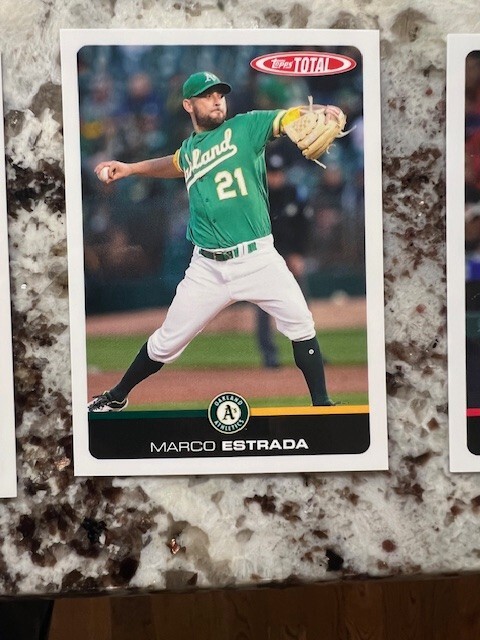 Topps TOTAL
A's
Oakland
21
OAKLAND
A's
ATHLETICS
MARCO ESTRADA